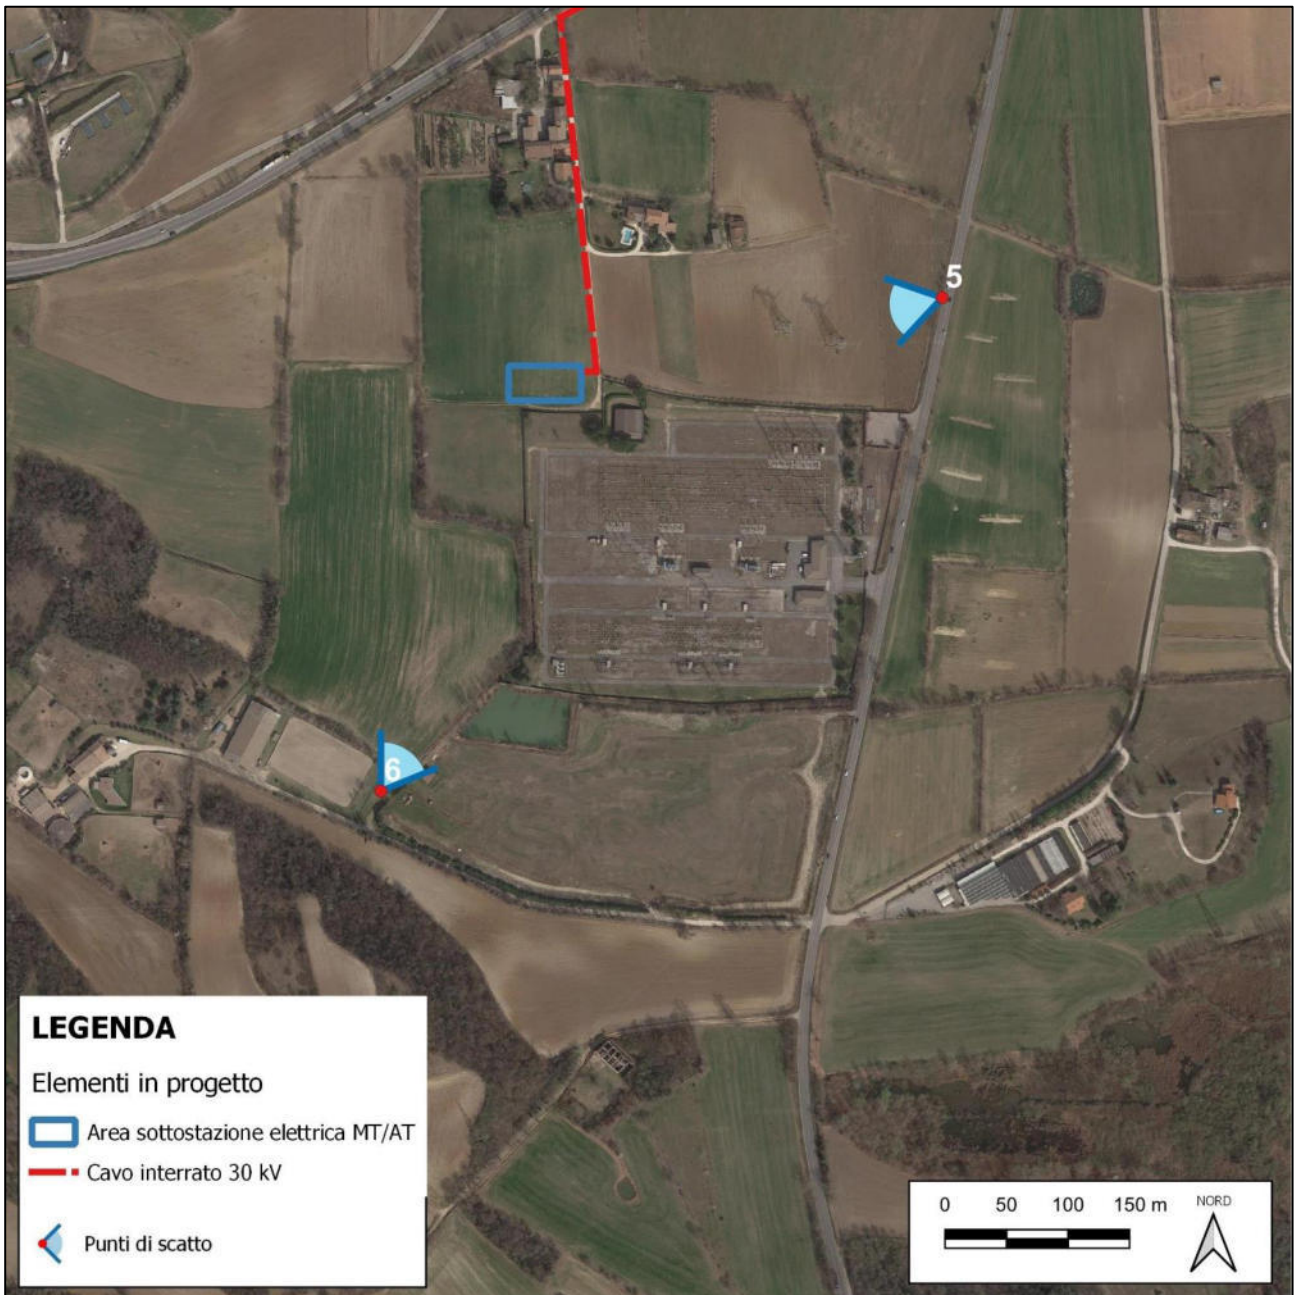 5
6
LEGENDA
Elementi in progetto
Area sottostazione elettrica MT/AT
Cavo interrato 30 kV
Punti di scatto
0 50 100 150 m
NORD